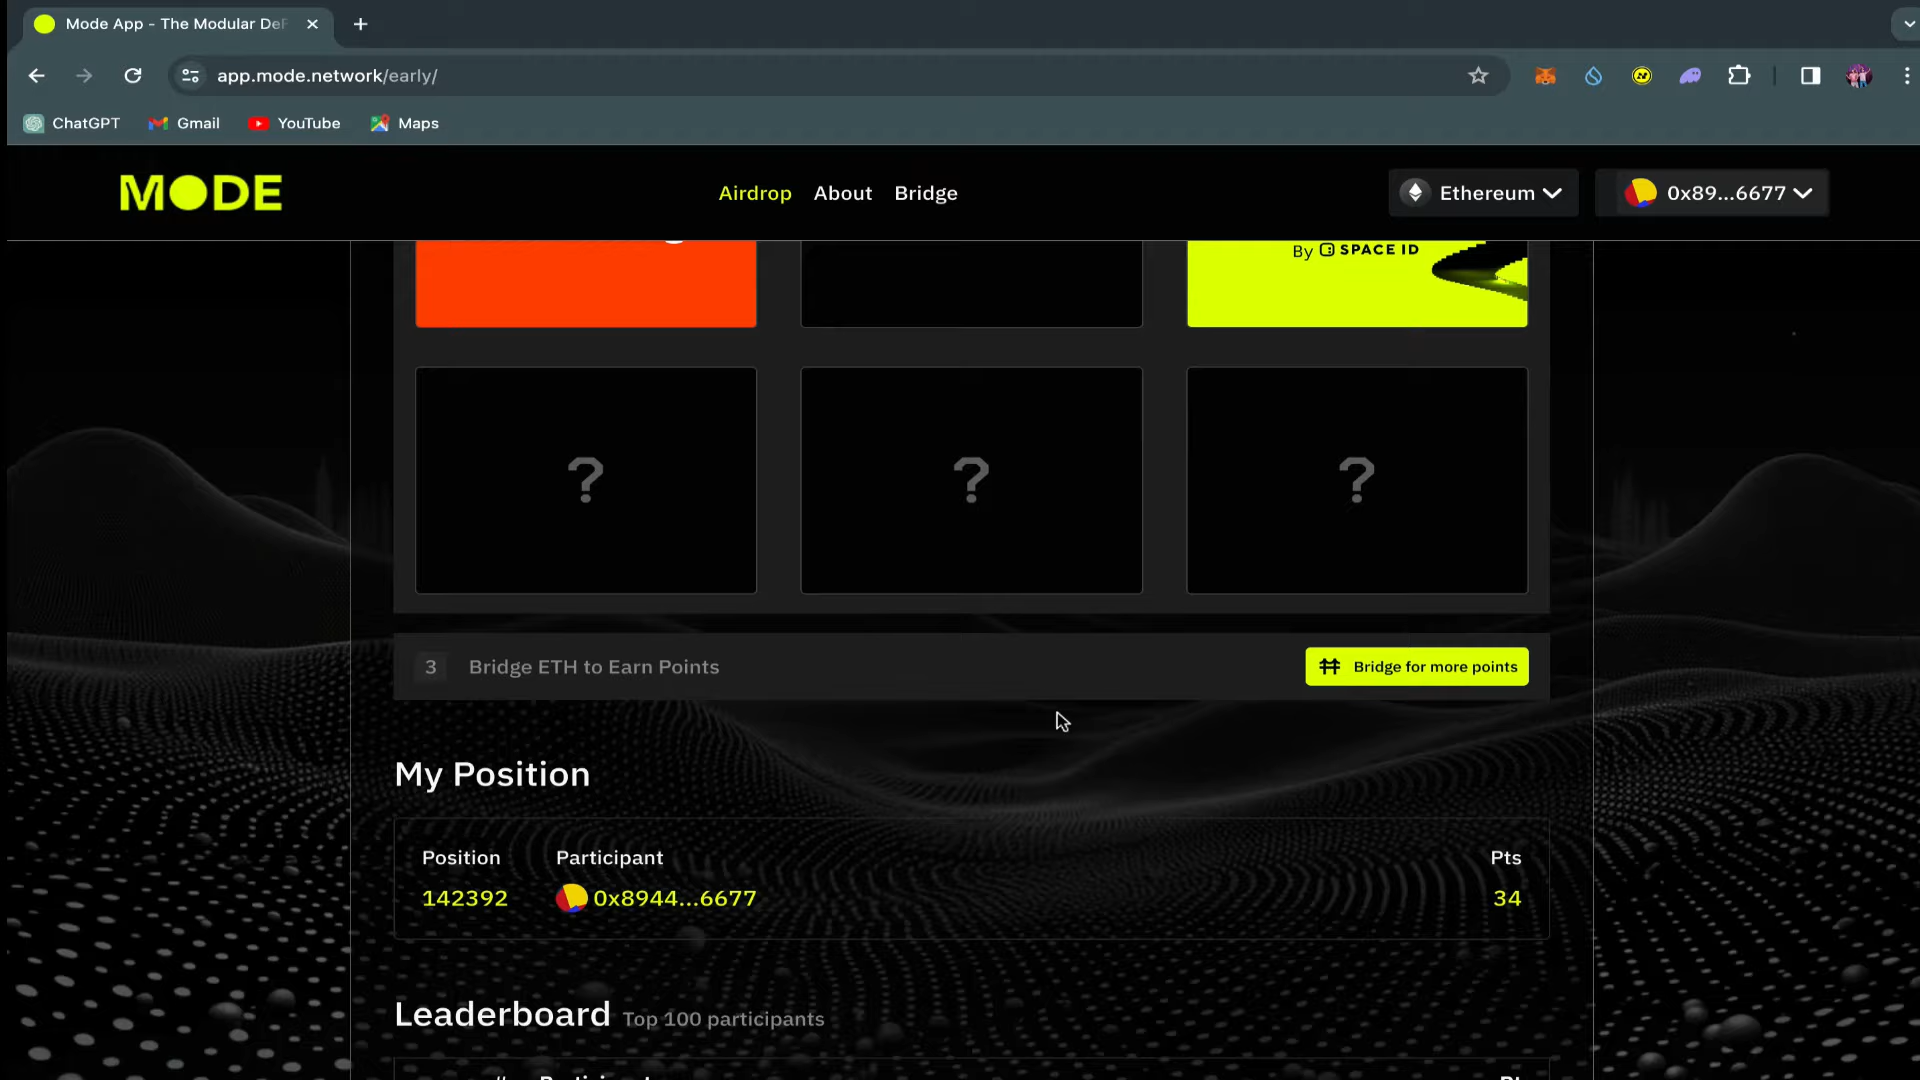 Mode App - The Modular DeF
app.mode.network/early/
ChatGPT Gmail YouTube Maps
MODE Airdrop About Bridge Ethereum 0x89...6677
By SPACE ID
? ? ?
3 Bridge ETH to Earn Points Bridge for more points
My Position
Position Participant Pts
142392 0x8944...6677 34
Leaderboard Top 100 participants